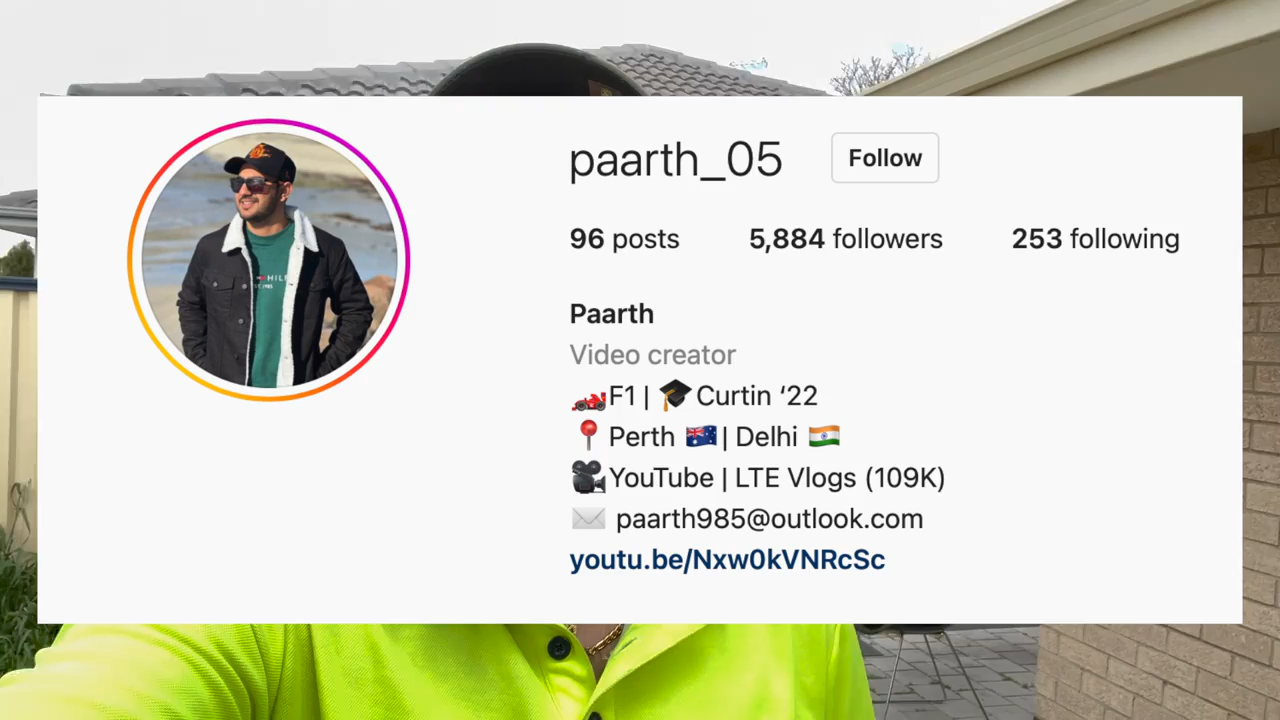 paarth_05 Follow
96 posts 5,884 followers 253 following
Paarth
Video creator
🏎️F1 | 🎓Curtin ‘22
📍 Perth 🇦🇺| Delhi 🇮🇳
🎥YouTube | LTE Vlogs (109K)
✉️ paarth985@outlook.com
youtu.be/Nxw0kVNRcSc
HIL